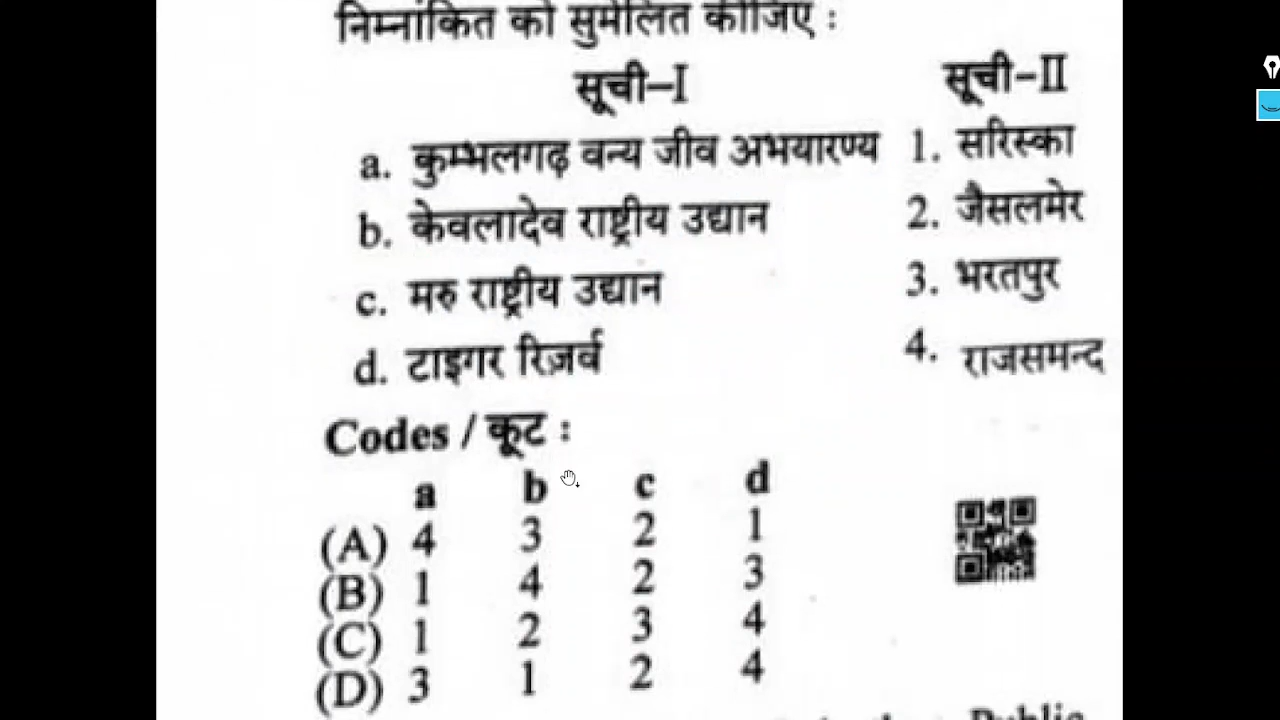 निम्नांकित को सुमेलित कीजिए :
सूची–I सूची–II
a. कुम्भलगढ़ वन्य जीव अभयारण्य 1. सरिस्का
b. केवलादेव राष्ट्रीय उद्यान 2. जैसलमेर
c. मरु राष्ट्रीय उद्यान 3. भरतपुर
d. टाइगर रिज़र्व 4. राजसमन्द
Codes / कूट :
a b c d
(A) 4 3 2 1
(B) 1 4 2 3
(C) 1 2 3 4
(D) 3 1 2 4
Public